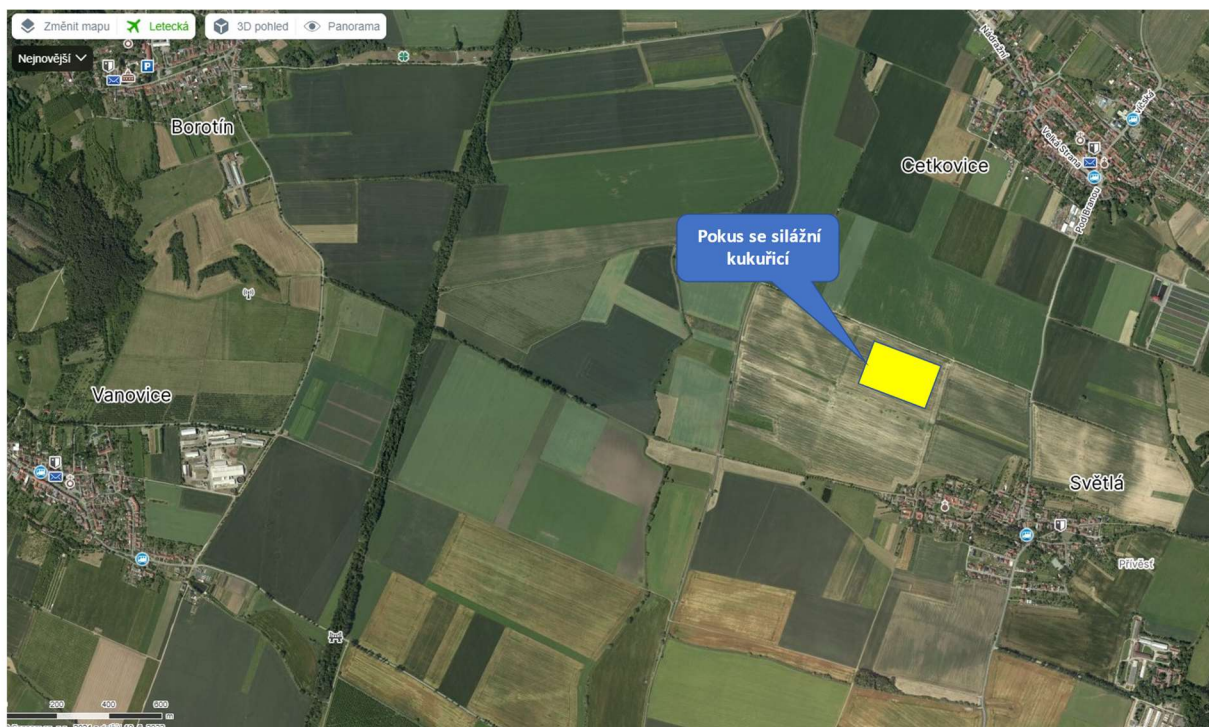 Změnit mapu
Letecká
3D pohled
Panorama
Nejnovější
P
Borotín
Nádražní
Velká Strana
Cetkovice
Pod Branou
Pokus se silážní
kukuřicí
Vanovice
Světlá
Přívěsť
200 400 600
m